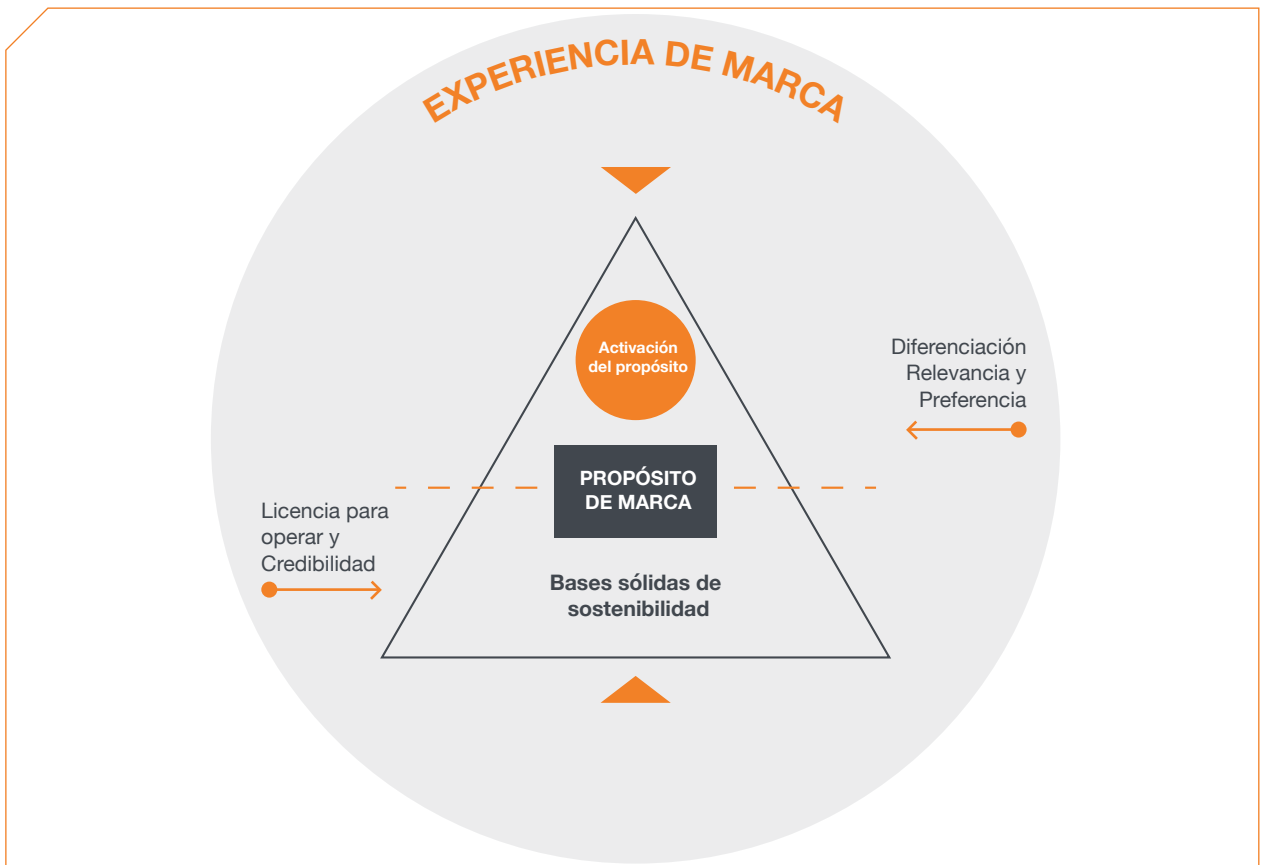 EXPERIENCIA DE MARCA
Activación
del propósito
Diferenciación
Relevancia y
Preferencia
PROPÓSITO
DE MARCA
Licencia para
operar y
Credibilidad
Bases sólidas de
sostenibilidad